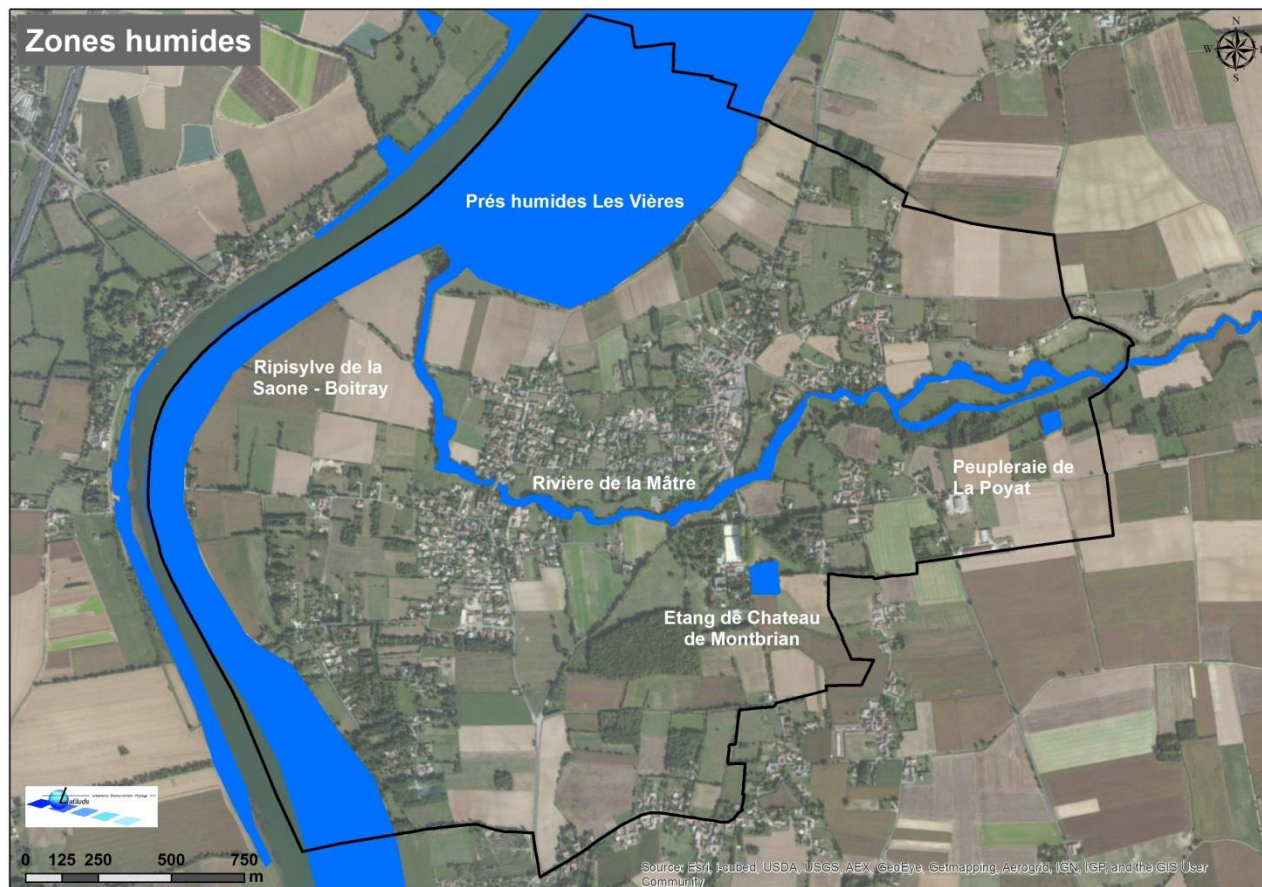 Zones humides
N
W
E
S
Prés humides Les Vières
Ripisylve de la
Saone - Boitray
Rivière de la Mâtre
Peupleraie de
La Poyat
Etang de Chateau
de Montbrian
Latitude
0 125 250 500 750
m
Source: Esri, i-cubed, USDA, USGS, AEX, GeoEye, Getmapping, Aerogrid, IGN, IGP, and the GIS User
Community